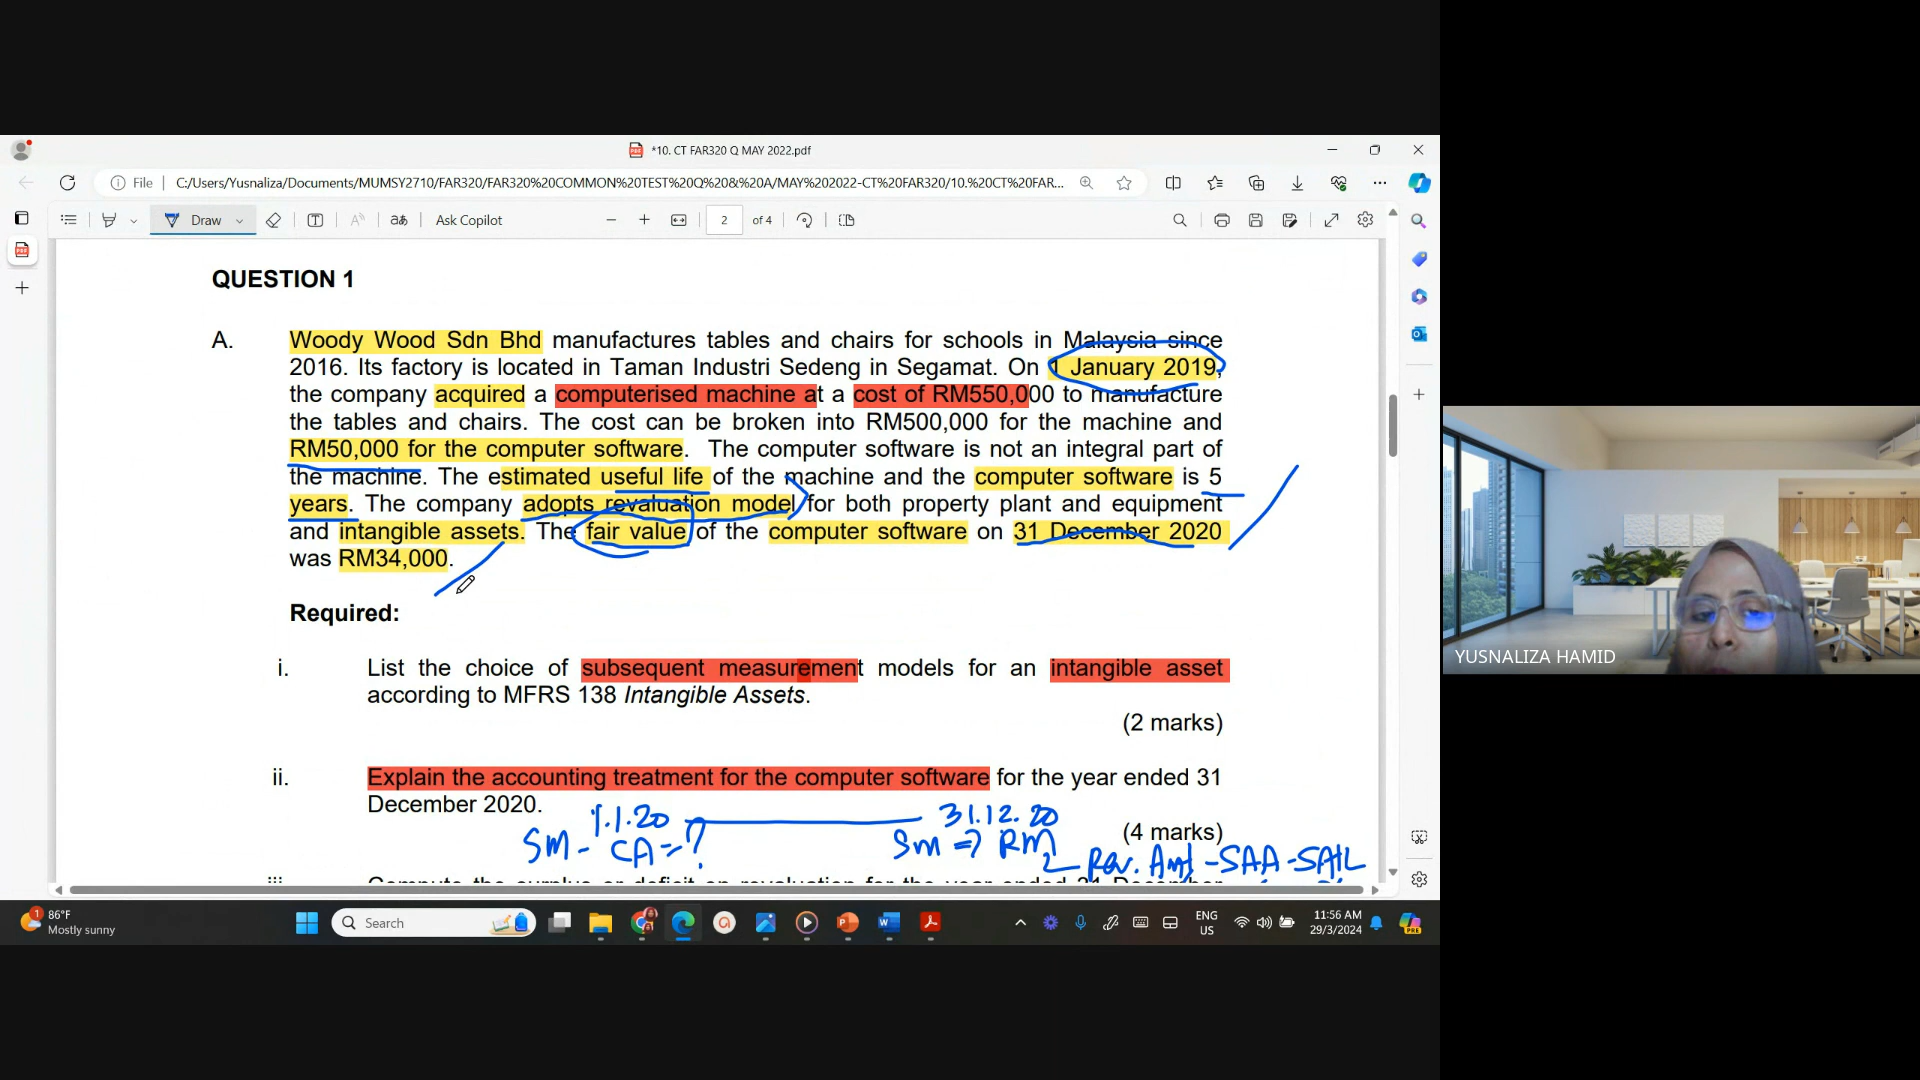 *10. CT FAR320 Q MAY 2022.pdf
File | C:/Users/Yusnaliza/Documents/MUMSY2710/FAR320/FAR320%20COMMON%20TEST%20Q%20&%20A/MAY%202022-CT%20FAR320/10.%20CT%20FAR...
Draw
Ask Copilot
2 of 4
QUESTION 1
A. Woody Wood Sdn Bhd manufactures tables and chairs for schools in Malaysia since
2016. Its factory is located in Taman Industri Sedeng in Segamat. On 1 January 2019,
the company acquired a computerised machine at a cost of RM550,000 to manufacture
the tables and chairs. The cost can be broken into RM500,000 for the machine and
RM50,000 for the computer software. The computer software is not an integral part of
the machine. The estimated useful life of the machine and the computer software is 5
years. The company adopts revaluation model for both property plant and equipment
and intangible assets. The fair value of the computer software on 31 December 2020
was RM34,000.
Required:
i. List the choice of subsequent measurement models for an intangible asset
according to MFRS 138 Intangible Assets.
(2 marks)
ii. Explain the accounting treatment for the computer software for the year ended 31
December 2020.
1.1.20 31.12.20
(4 marks)
SM - CA = ? Sm => RM
Rev. Amt - SAA - SAIL
YUSNALIZA HAMID
86°F
Mostly sunny
Search
ENG
US
11:56 AM
29/3/2024